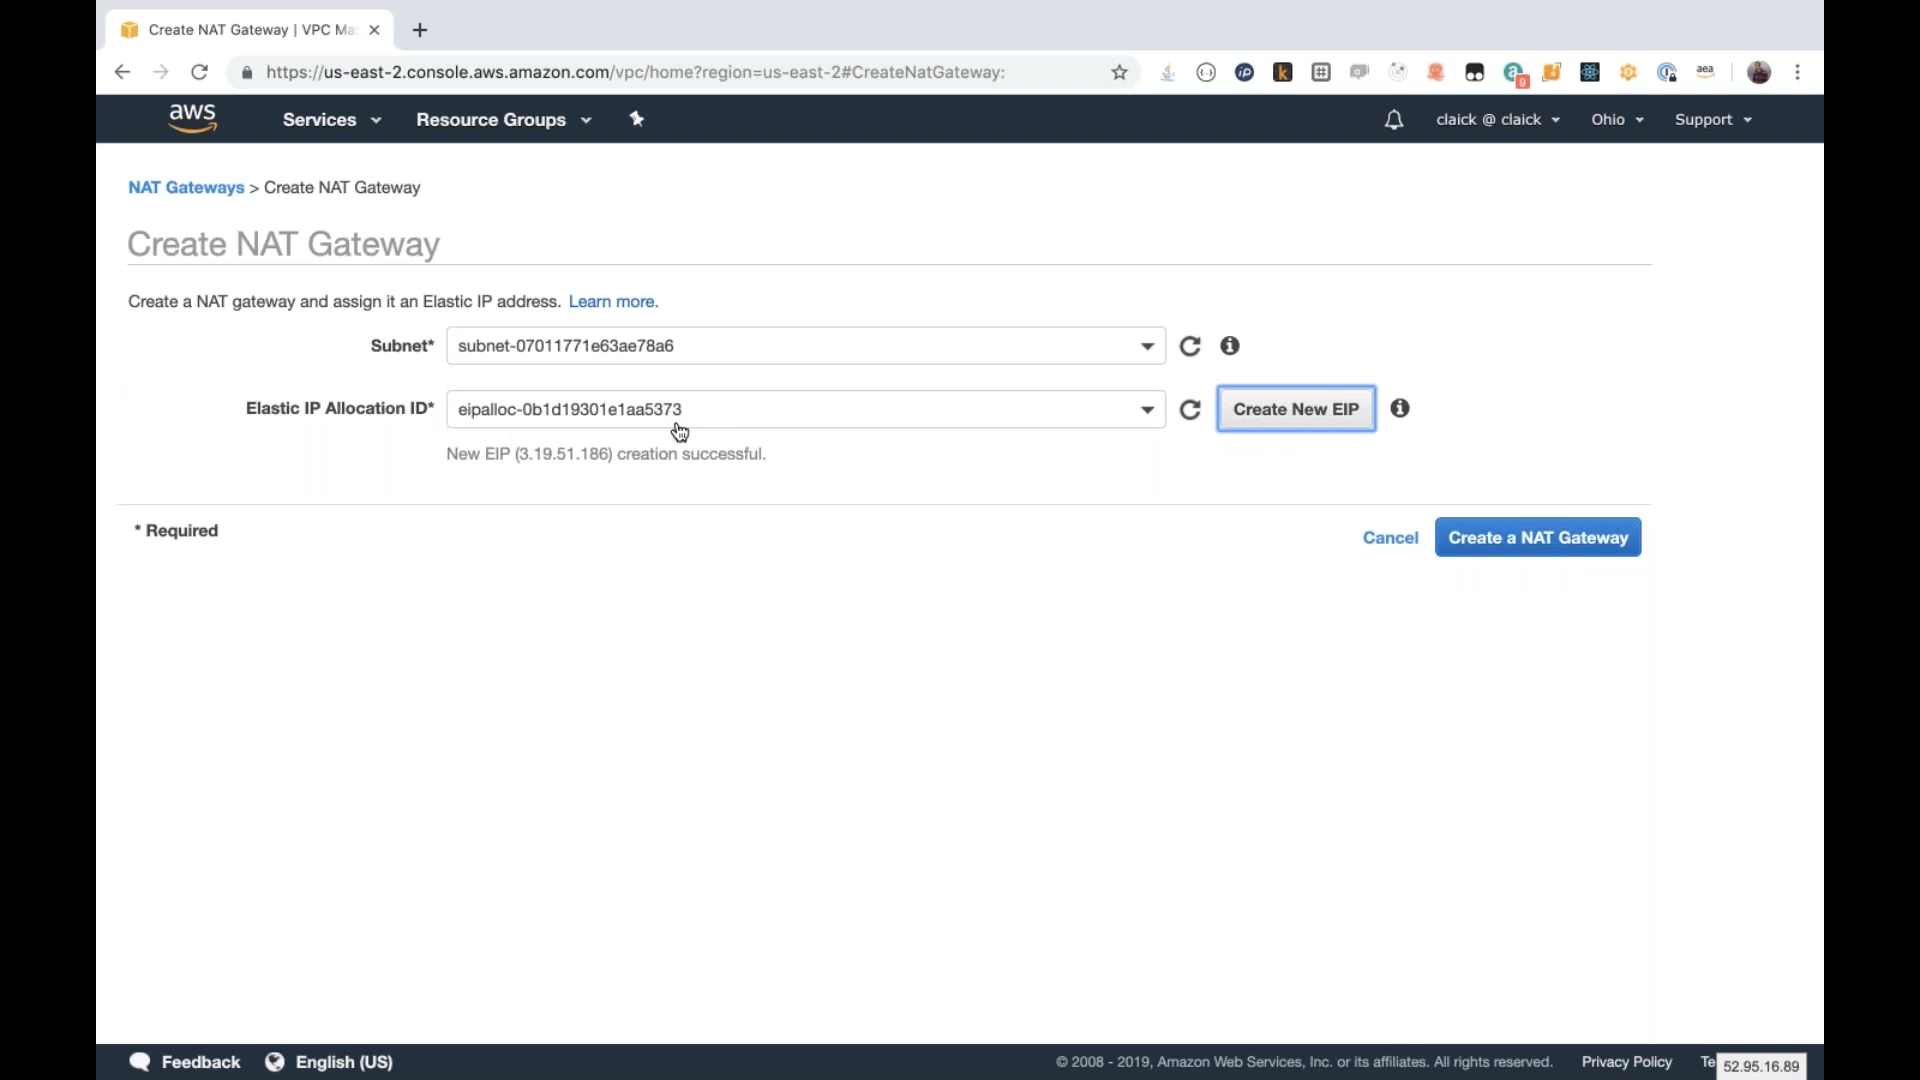 Create NAT Gateway | VPC Ma
https://us-east-2.console.aws.amazon.com/vpc/home?region=us-east-2#CreateNatGateway:
aws Services Resource Groups claick @ claick Ohio Support
NAT Gateways > Create NAT Gateway
Create NAT Gateway
Create a NAT gateway and assign it an Elastic IP address. Learn more.
Subnet* subnet-07011771e63ae78a6
Elastic IP Allocation ID* eipalloc-0b1d19301e1aa5373 Create New EIP
New EIP (3.19.51.186) creation successful.
* Required
Cancel Create a NAT Gateway
Feedback English (US) © 2008 - 2019, Amazon Web Services, Inc. or its affiliates. All rights reserved. Privacy Policy Te 52.95.16.89